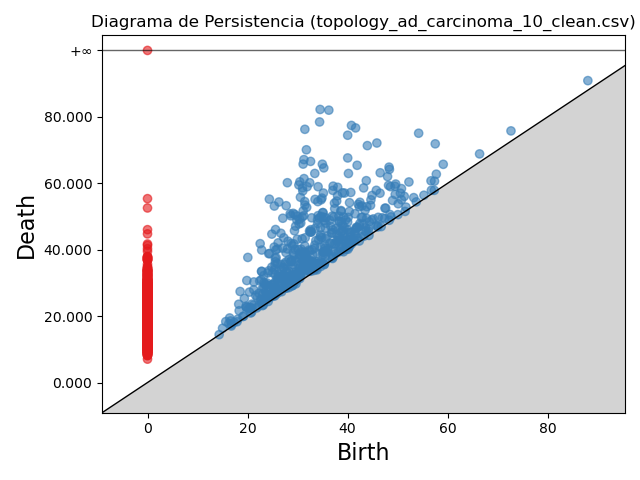 Diagrama de Persistencia (topology_ad_carcinoma_10_clean.csv)
+∞
80.000
60.000
40.000
20.000
0.000
Death
0 20 40 60 80
Birth